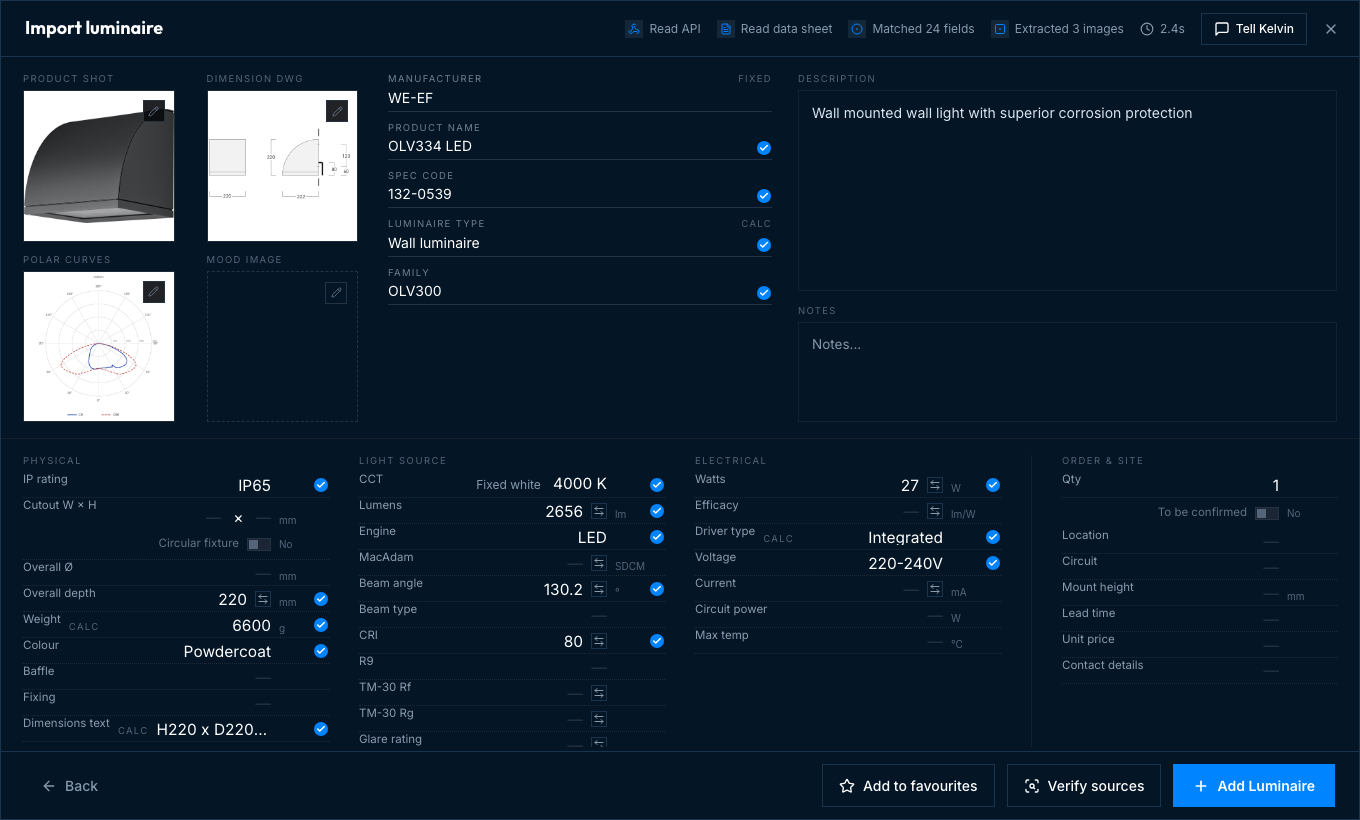 Import luminaire
Read API
Read data sheet
Matched 24 fields
Extracted 3 images
2.4s
Tell Kelvin
PRODUCT SHOT
DIMENSION DWG
220
220
222
80
120
60
POLAR CURVES
MOOD IMAGE
MANUFACTURER FIXED
WE-EF
PRODUCT NAME
OLV334 LED
SPEC CODE
132-0539
LUMINAIRE TYPE CALC
Wall luminaire
FAMILY
OLV300
DESCRIPTION
Wall mounted wall light with superior corrosion protection
NOTES
Notes...
PHYSICAL
IP rating IP65
Cutout W × H
— × — mm
Circular fixture No
Overall Ø — mm
Overall depth 220 mm
Weight CALC 6600 g
Colour Powdercoat
Baffle —
Fixing —
Dimensions text CALC H220 x D220...
LIGHT SOURCE
CCT Fixed white 4000 K
Lumens 2656 lm
Engine LED
MacAdam — SDCM
Beam angle 130.2 °
Beam type —
CRI 80
R9 —
TM-30 Rf —
TM-30 Rg —
Glare rating —
ELECTRICAL
Watts 27 W
Efficacy — lm/W
Driver type CALC Integrated
Voltage 220-240V
Current — mA
Circuit power — W
Max temp — °C
ORDER & SITE
Qty 1
To be confirmed No
Location —
Circuit —
Mount height — mm
Lead time —
Unit price —
Contact details —
Back
Add to favourites
Verify sources
Add Luminaire